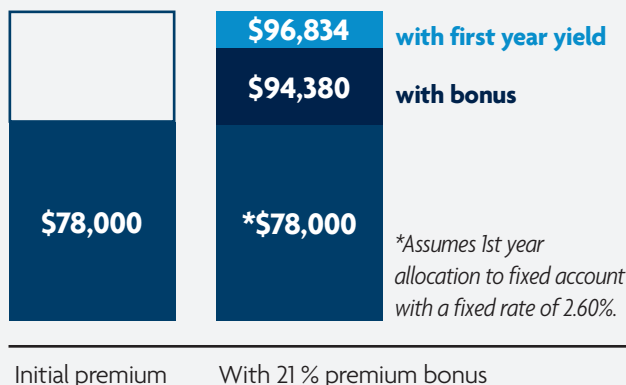 $96,834
with first year yield
$94,380
with bonus
$78,000
*$78,000
*Assumes 1st year
allocation to fixed account
with a fixed rate of 2.60%.
Initial premium
With 21 % premium bonus